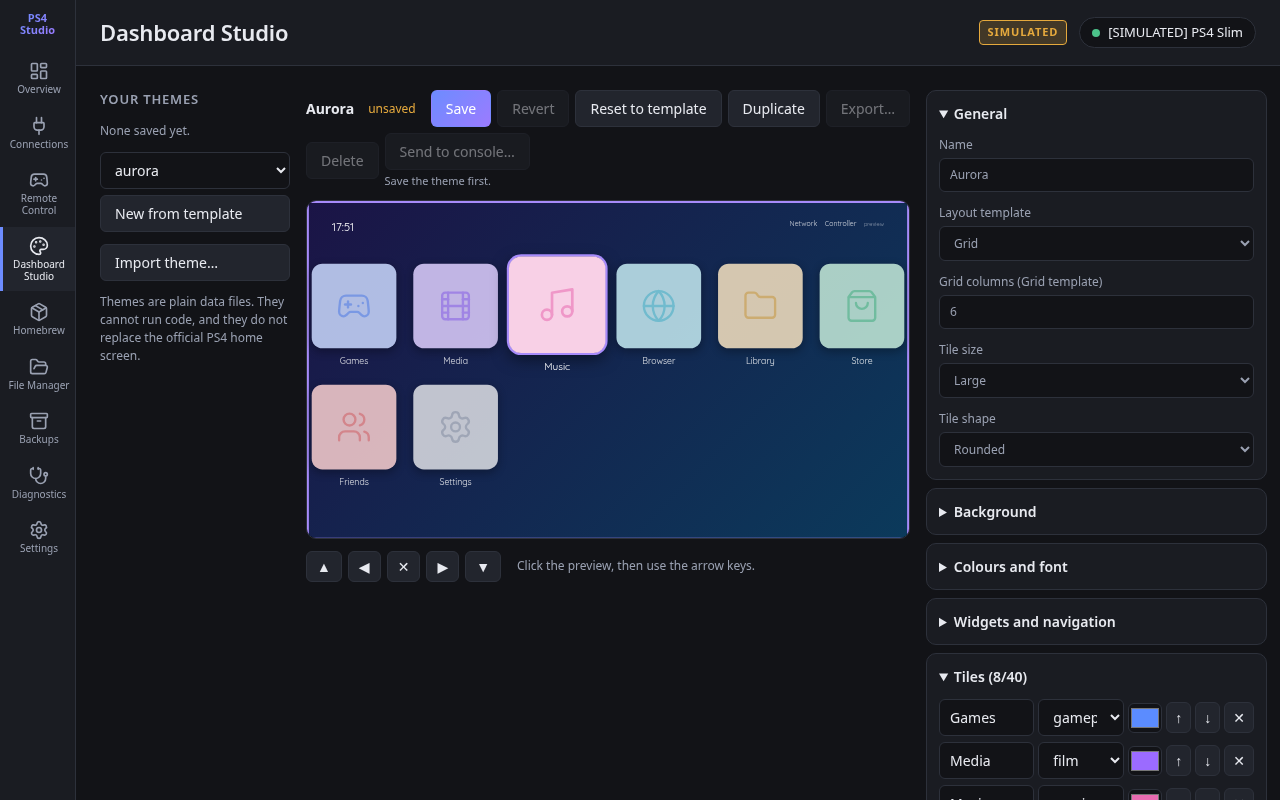 PS4
Studio
Overview
Connections
Remote
Control
Dashboard
Studio
Homebrew
File Manager
Backups
Diagnostics
Settings
Dashboard Studio
SIMULATED
[SIMULATED] PS4 Slim
YOUR THEMES
None saved yet.
aurora
New from template
Import theme...
Themes are plain data files. They
cannot run code, and they do not
replace the official PS4 home
screen.
Aurora unsaved Save Revert Reset to template Duplicate Export...
Delete Send to console...
Save the theme first.
17:51
Network Controller preview
Games Media Music Browser Library Store
Friends Settings
▲ ◀ ✕ ▶ ▼ Click the preview, then use the arrow keys.
▼ General
Name
Aurora
Layout template
Grid
Grid columns (Grid template)
6
Tile size
Large
Tile shape
Rounded
▶ Background
▶ Colours and font
▶ Widgets and navigation
▼ Tiles (8/40)
Games gamep ↑ ↓ ✕
Media film ↑ ↓ ✕